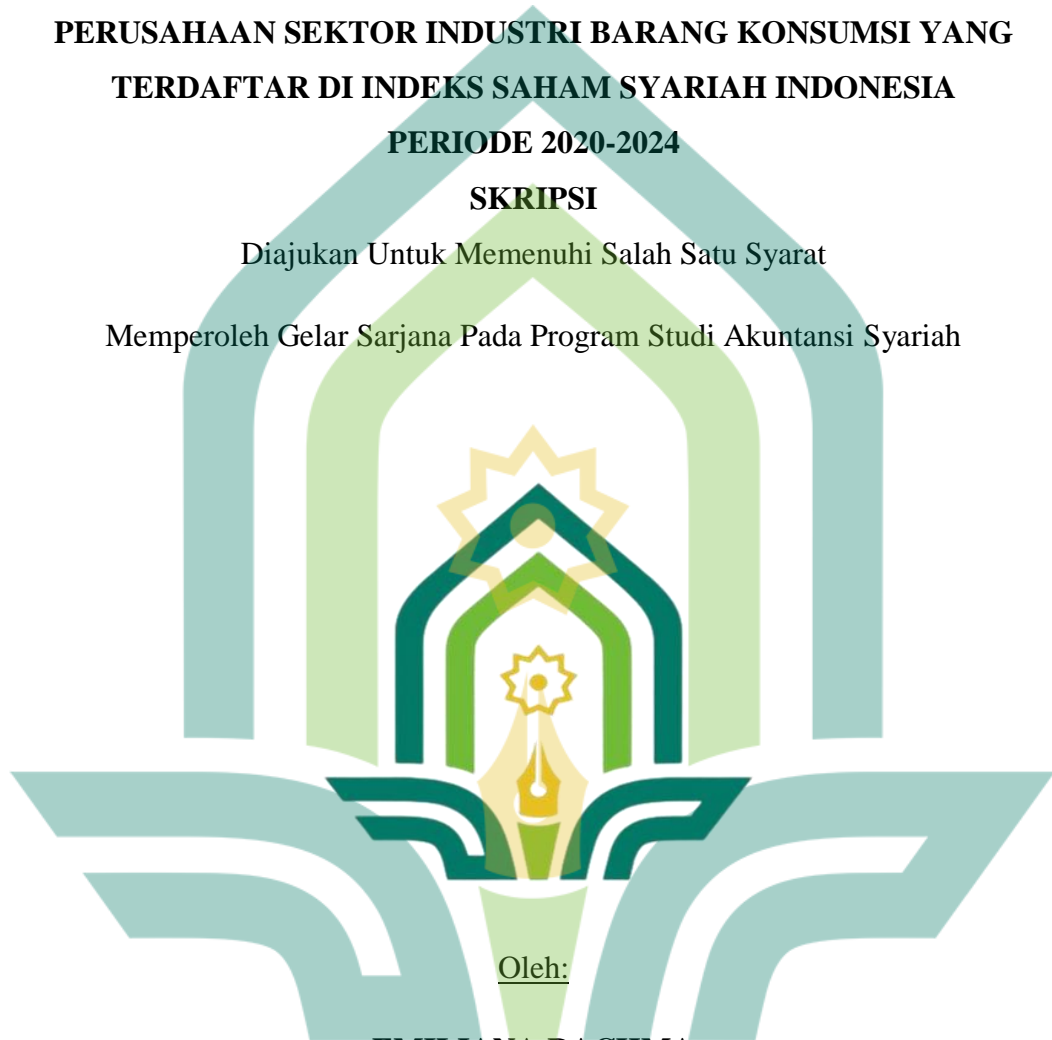 PERUSAHAAN SEKTOR INDUSTRI BARANG KONSUMSI YANG
TERDAFTAR DI INDEKS SAHAM SYARIAH INDONESIA
PERIODE 2020-2024
SKRIPSI
Diajukan Untuk Memenuhi Salah Satu Syarat
Memperoleh Gelar Sarjana Pada Program Studi Akuntansi Syariah
Oleh: